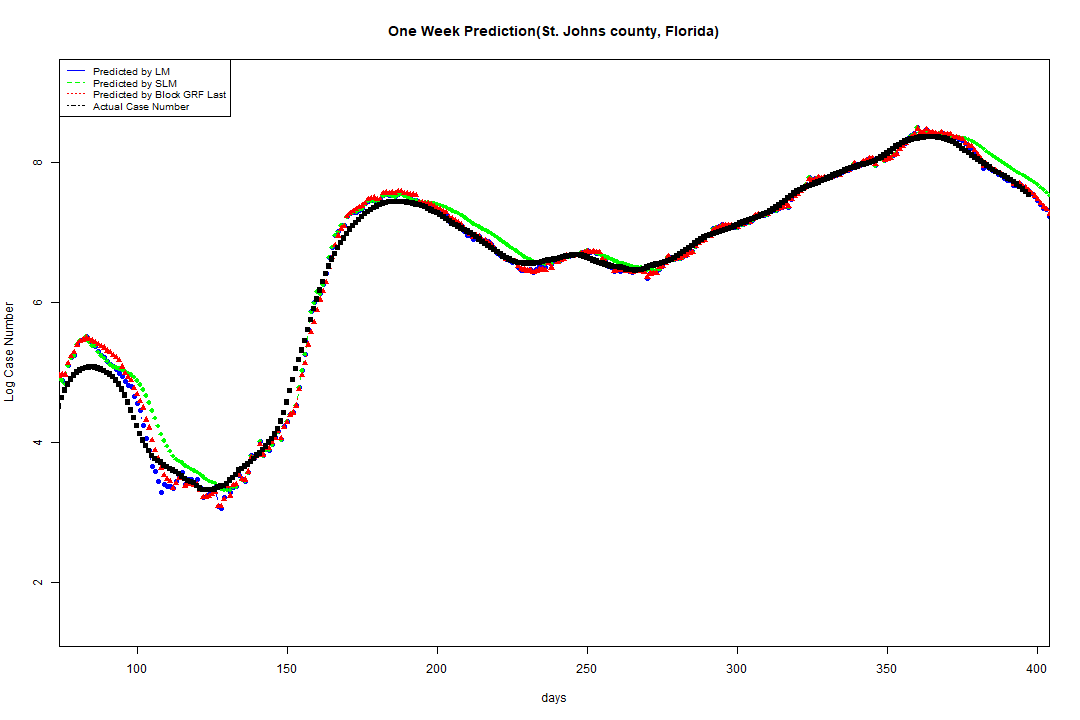 One Week Prediction(St. Johns county, Florida)
Predicted by LM
Predicted by SLM
Predicted by Block GRF Last
Actual Case Number
8
6
4
2
Log Case Number
100 150 200 250 300 350 400
days